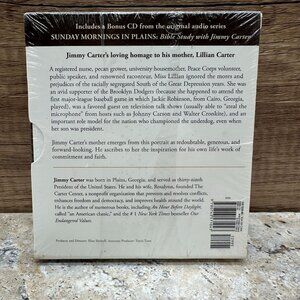 Includes a Bonus CD from the original audio series
SUNDAY MORNINGS IN PLAINS: Bible Study with Jimmy Carter
Jimmy Carter's loving homage to his mother, Lillian Carter
A registered nurse, pecan grower, university housemother, Peace Corps volunteer,
public speaker, and renowned raconteur, Miss Lillian ignored the mores and
prejudices of the racially segregated South of the Great Depression years. She was
an avid supporter of the Brooklyn Dodgers (because she happened to attend the
first major-league baseball game in which Jackie Robinson, from Cairo, Georgia,
played), was a favored guest on television talk shows (usually able to "steal the
microphone" from hosts such as Johnny Carson and Walter Cronkite), and an
important role model for the nation who championed the underdog, even when
her son was president.
Jimmy Carter's mother emerges from this portrait as redoubtable, generous, and
forward-looking. He ascribes to her the inspiration for his own life's work of
commitment and faith.
Jimmy Carter was born in Plains, Georgia, and served as thirty-ninth
President of the United States. He and his wife, Rosalynn, founded The
Carter Center, a nonprofit organization that prevents and resolves conflicts,
enhances freedom and democracy, and improves health around the world.
He is the author of numerous books, including An Hour Before Daylight,
called "an American classic," and the #1 New York Times bestseller Our
Endangered Values.